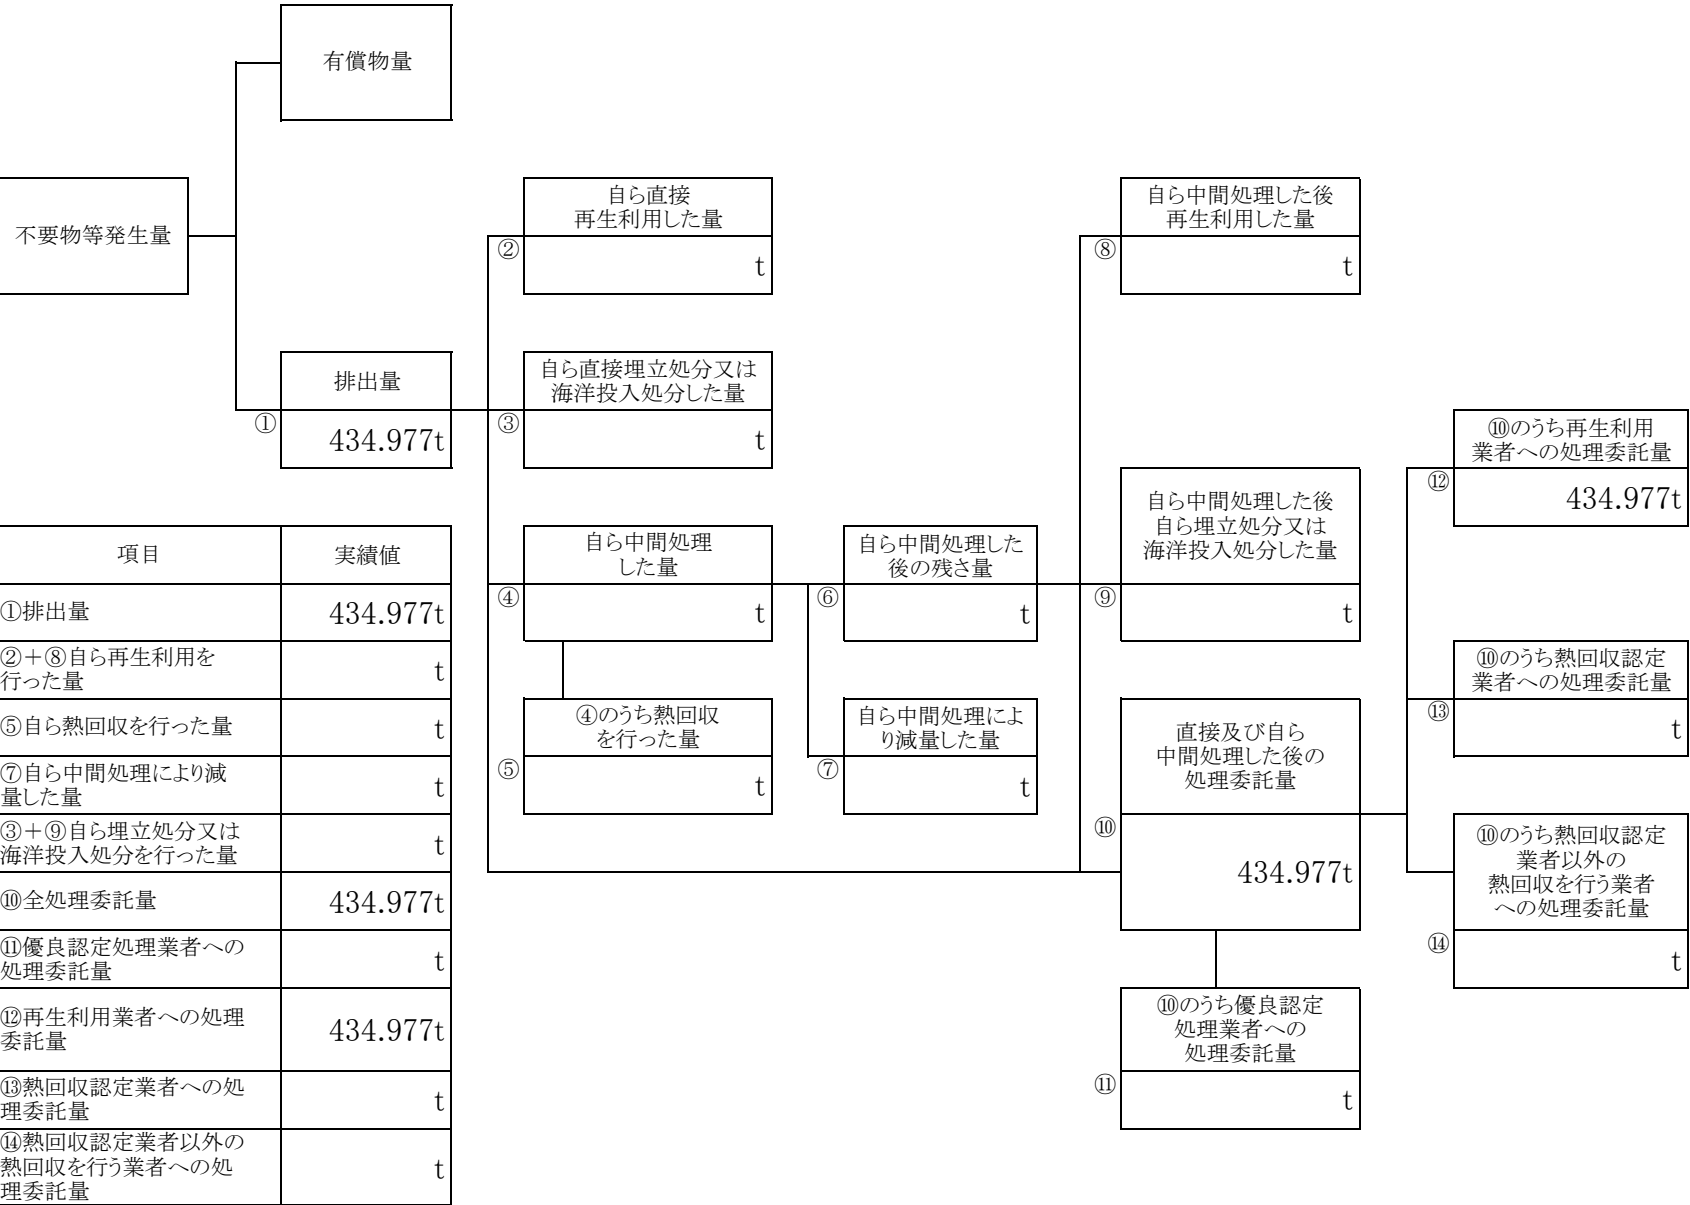 有償物量
不要物等発生量
自ら直接
再生利用した量
②
t
自ら中間処理した後
再生利用した量
⑧
t
排出量
①
434.977t
自ら直接埋立処分又は
海洋投入処分した量
③
t
⑩のうち再生利用
業者への処理委託量
⑫
434.977t
自ら中間処理
した量
④
t
自ら中間処理した
後の残さ量
⑥
t
自ら中間処理した後
自ら埋立処分又は
海洋投入処分した量
⑨
t
⑩のうち熱回収認定
業者への処理委託量
⑬
t
④のうち熱回収
を行った量
⑤
t
自ら中間処理によ
り減量した量
⑦
t
直接及び自ら
中間処理した後の
処理委託量
⑩
434.977t
⑩のうち熱回収認定
業者以外の
熱回収を行う業者
への処理委託量
⑭
t
⑩のうち優良認定
処理業者への
処理委託量
⑪
t
項目
実績値
①排出量
434.977t
②+⑧自ら再生利用を
行った量
t
⑤自ら熱回収を行った量
t
⑦自ら中間処理により減
量した量
t
③+⑨自ら埋立処分又は
海洋投入処分を行った量
t
⑩全処理委託量
434.977t
⑪優良認定処理業者への
処理委託量
t
⑫再生利用業者への処理
委託量
434.977t
⑬熱回収認定業者への処
理委託量
t
⑭熱回収認定業者以外の
熱回収を行う業者への処
理委託量
t